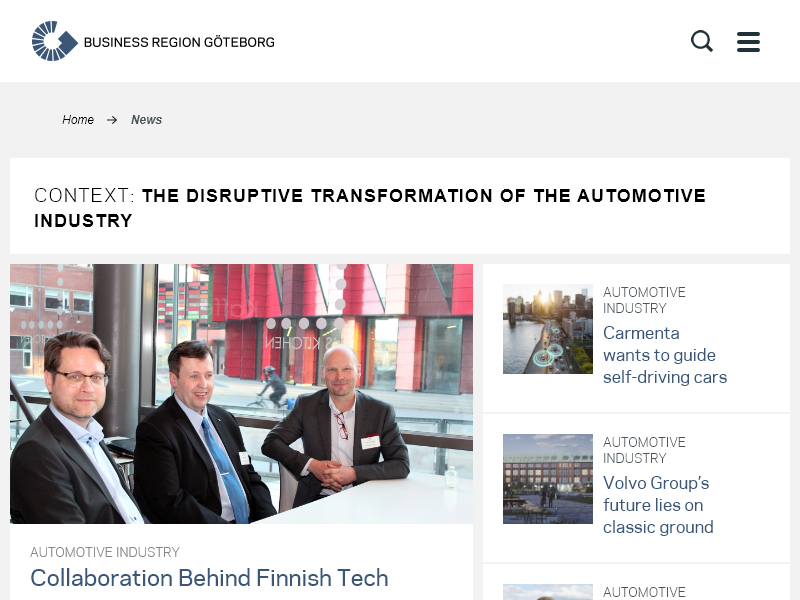 BUSINESS REGION GÖTEBORG
Home → News
CONTEXT: THE DISRUPTIVE TRANSFORMATION OF THE AUTOMOTIVE
INDUSTRY
AUTOMOTIVE INDUSTRY
Collaboration Behind Finnish Tech
AUTOMOTIVE
INDUSTRY
Carmenta
wants to guide
self-driving cars
AUTOMOTIVE
INDUSTRY
Volvo Group's
future lies on
classic ground
AUTOMOTIVE